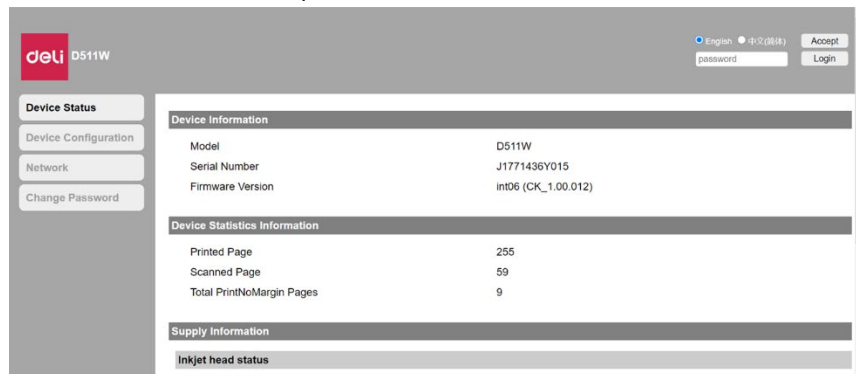 deli D511W
English 中文(简体) Accept
password Login
Device Status
Device Configuration
Network
Change Password
Device Information
Model D511W
Serial Number J1771436Y015
Firmware Version int06 (CK_1.00.012)
Device Statistics Information
Printed Page 255
Scanned Page 59
Total PrintNoMargin Pages 9
Supply Information
Inkjet head status